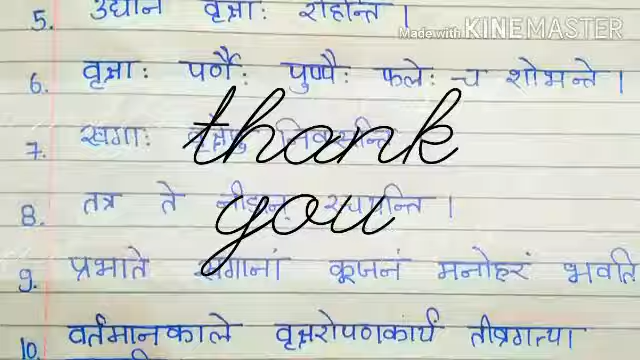 Made with KINEMASTER
5. उद्याने वृक्षाः रोहन्ति ।
6. वृक्षाः पर्णैः पुष्पैः फलैः च शोभन्ते ।
thank
7. खगाः
you
8. तत्र ते
9. प्रभाते खगानां कूजनं मनोहरं भवति
10. वर्तमानकाले वृक्षरोपणकार्यं तीव्रगत्या